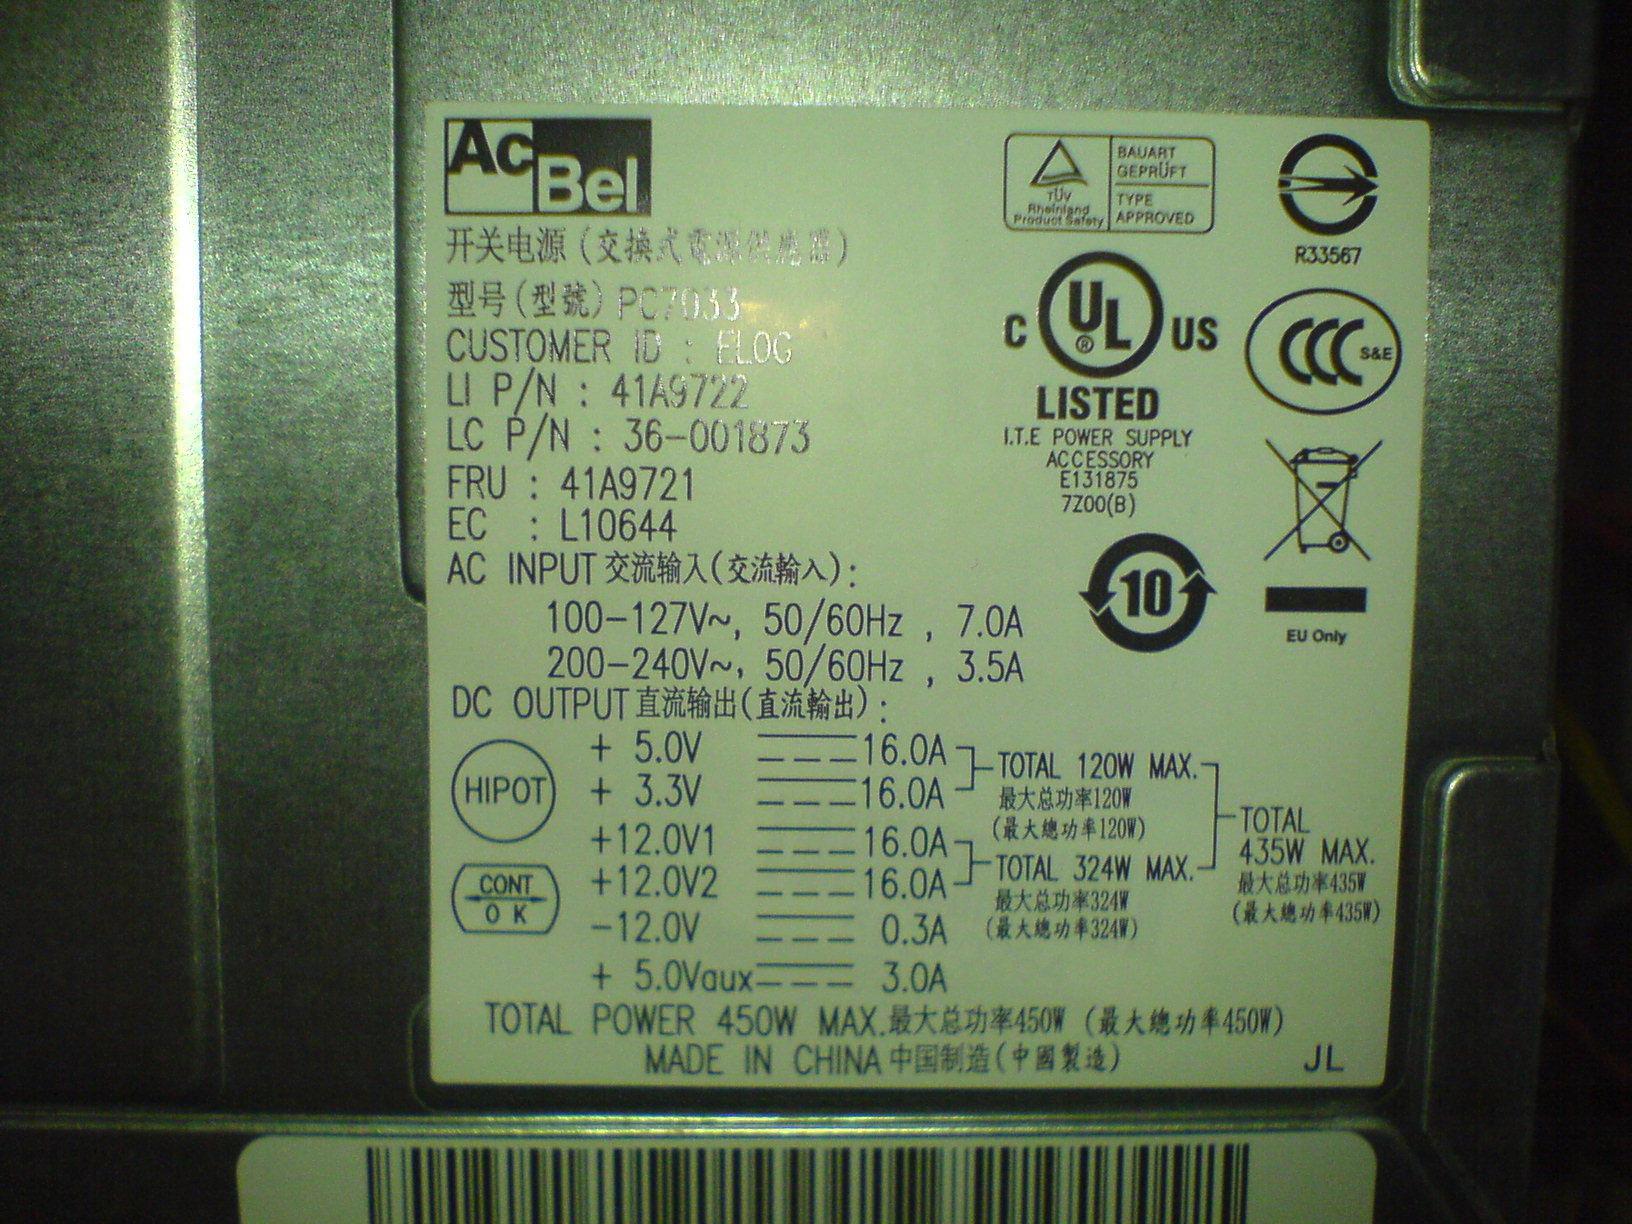 AcBel
开关电源(交換式電源供應器)
型号(型號)PC7033
CUSTOMER ID : EL0G
LI P/N : 41A9722
LC P/N : 36-001873
FRU : 41A9721
EC : L10644
AC INPUT 交流输入(交流輸入):
100-127V~, 50/60Hz , 7.0A
200-240V~, 50/60Hz , 3.5A
DC OUTPUT 直流输出(直流輸出):
HIPOT
CONT
O K
+ 5.0V 16.0A
+ 3.3V 16.0A
+12.0V1 16.0A
+12.0V2 16.0A
-12.0V 0.3A
+ 5.0Vaux 3.0A
TOTAL 120W MAX.
最大总功率120W
(最大總功率120W)
TOTAL 324W MAX.
最大总功率324W
(最大總功率324W)
TOTAL
435W MAX.
最大总功率435W
(最大總功率435W)
TOTAL POWER 450W MAX.最大总功率450W (最大總功率450W)
MADE IN CHINA 中国制造(中國製造)
JL
TÜV
Rheinland
Product Safety
BAUART
GEPRÜFT
TYPE
APPROVED
R33567
C UL ® US
LISTED
I.T.E POWER SUPPLY
ACCESSORY
E131875
7Z00(B)
CCC S&E
10
EU Only